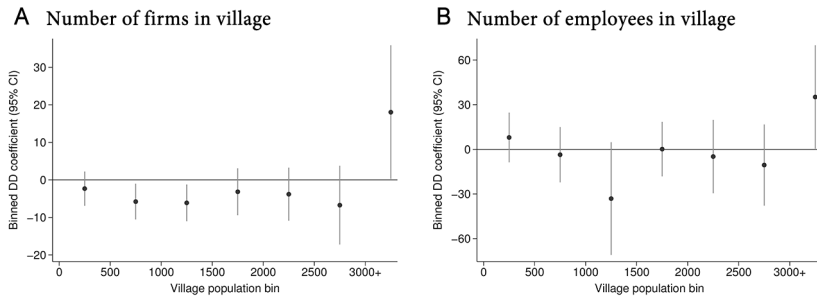 A Number of firms in village
Binned DD coefficient (95% CI)
30
20
10
0
−10
−20
0 500 1000 1500 2000 2500 3000+
Village population bin
B Number of employees in village
Binned DD coefficient (95% CI)
60
30
0
−30
−60
0 500 1000 1500 2000 2500 3000+
Village population bin